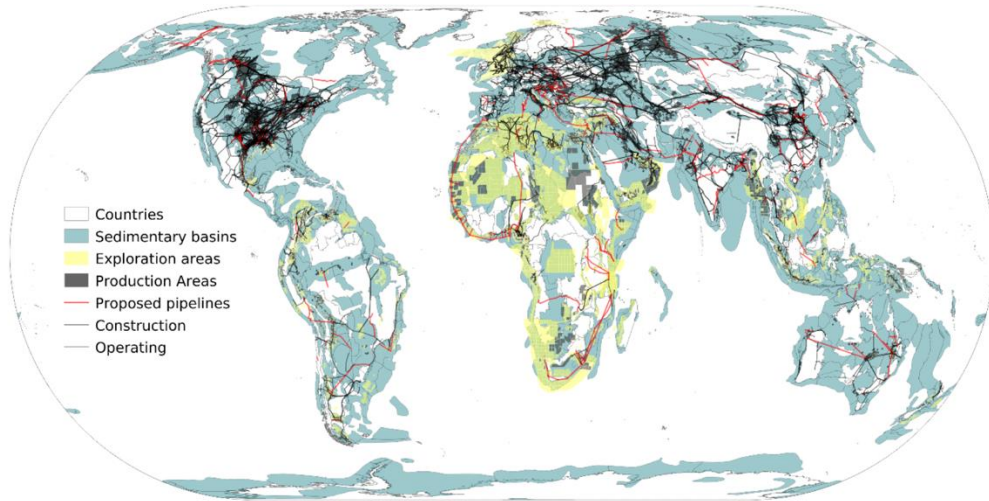 Countries
Sedimentary basins
Exploration areas
Production Areas
Proposed pipelines
Construction
Operating